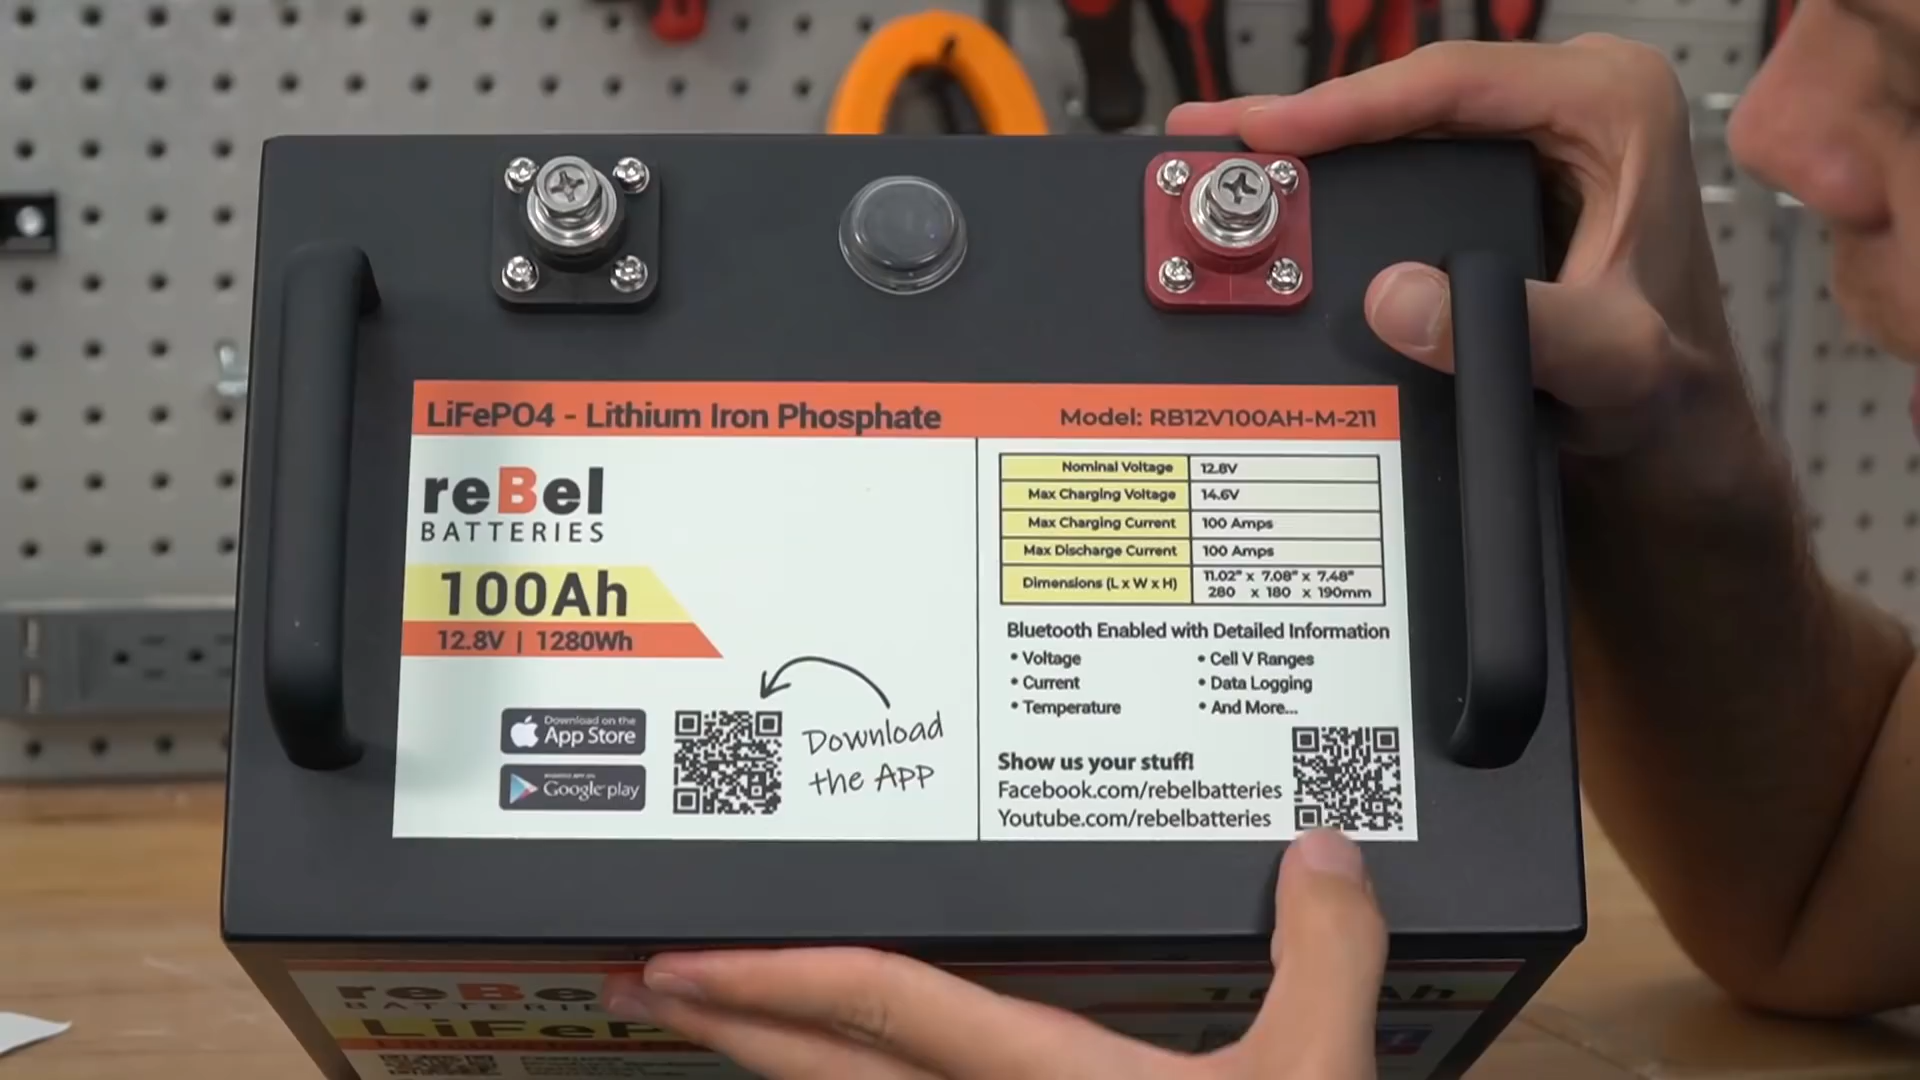 LiFePO4 - Lithium Iron Phosphate
Model: RB12V100AH-M-211
reBel
BATTERIES
100Ah
12.8V | 1280Wh
Download on the
App Store
Google play
Download
the APP
Nominal Voltage 12.8V
Max Charging Voltage 14.6V
Max Charging Current 100 Amps
Max Discharge Current 100 Amps
Dimensions (L x W x H) 11.02" x 7.08" x 7.48"
280 x 180 x 190mm
Bluetooth Enabled with Detailed Information
• Voltage
• Current
• Temperature
• Cell V Ranges
• Data Logging
• And More...
Show us your stuff!
Facebook.com/rebelbatteries
Youtube.com/rebelbatteries
reBe
BATTERIE
LiFeP